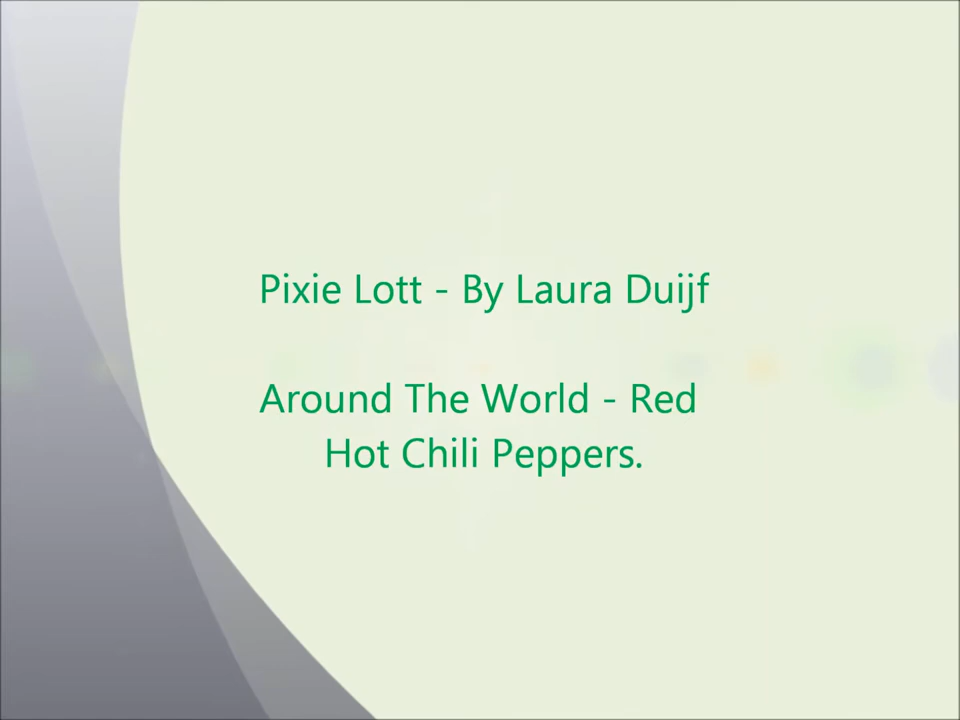 Pixie Lott - By Laura Duijf
Around The World - Red
Hot Chili Peppers.